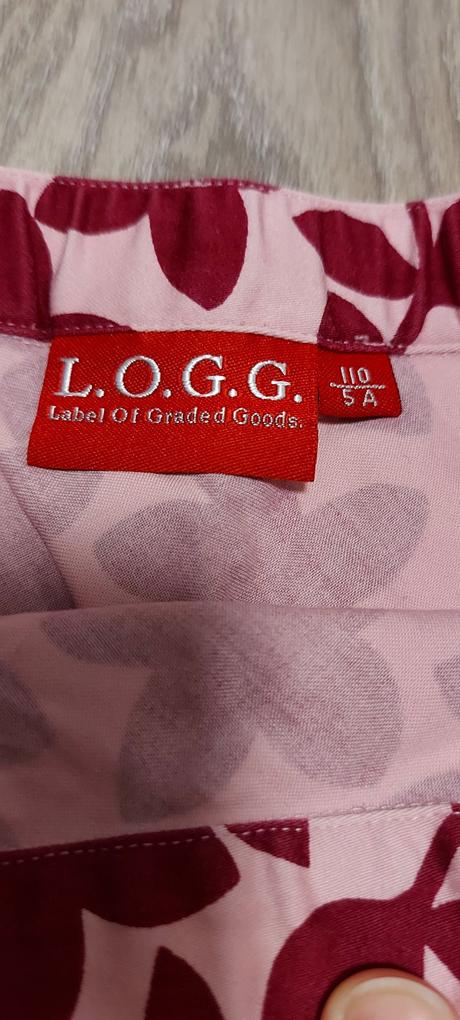 L.O.G.G.
Label Of Graded Goods.
110
5 A